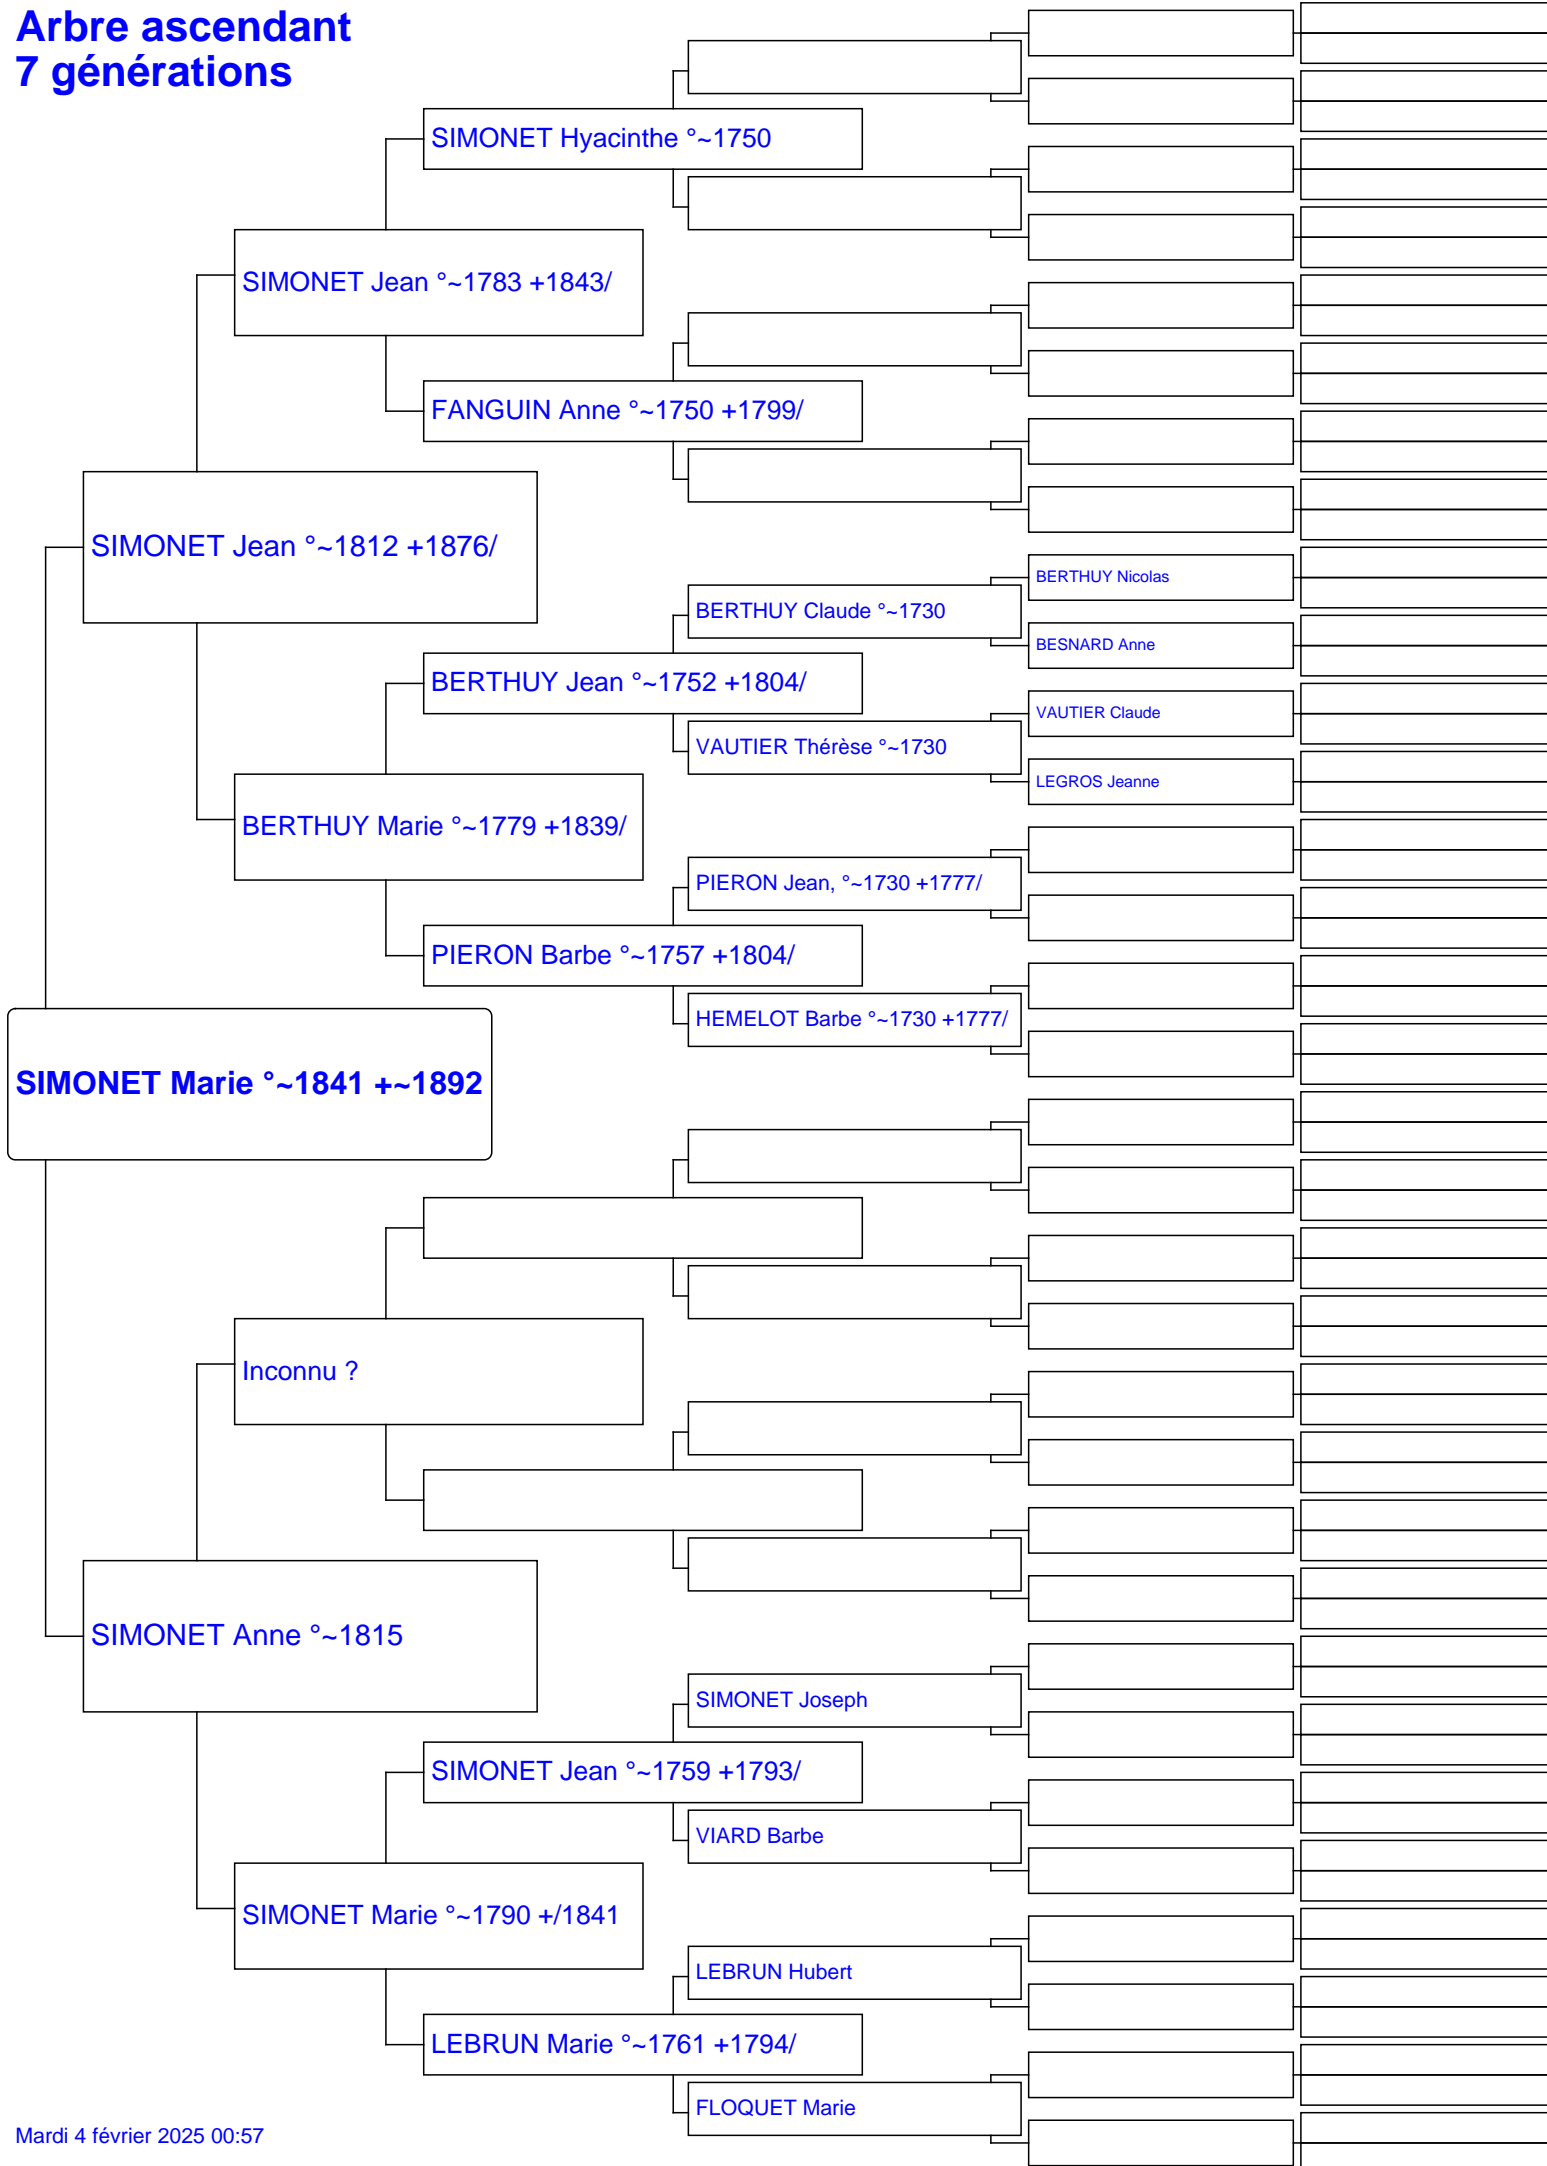 Arbre ascendant
7 générations
SIMONET Hyacinthe °~1750
SIMONET Jean °~1783 +1843/
FANGUIN Anne °~1750 +1799/
SIMONET Jean °~1812 +1876/
BERTHUY Nicolas
BERTHUY Claude °~1730
BESNARD Anne
BERTHUY Jean °~1752 +1804/
VAUTIER Claude
VAUTIER Thérèse °~1730
LEGROS Jeanne
BERTHUY Marie °~1779 +1839/
PIERON Jean, °~1730 +1777/
PIERON Barbe °~1757 +1804/
HEMELOT Barbe °~1730 +1777/
SIMONET Marie °~1841 +~1892
Inconnu ?
SIMONET Anne °~1815
SIMONET Joseph
SIMONET Jean °~1759 +1793/
VIARD Barbe
SIMONET Marie °~1790 +/1841
LEBRUN Hubert
LEBRUN Marie °~1761 +1794/
FLOQUET Marie
Mardi 4 février 2025 00:57